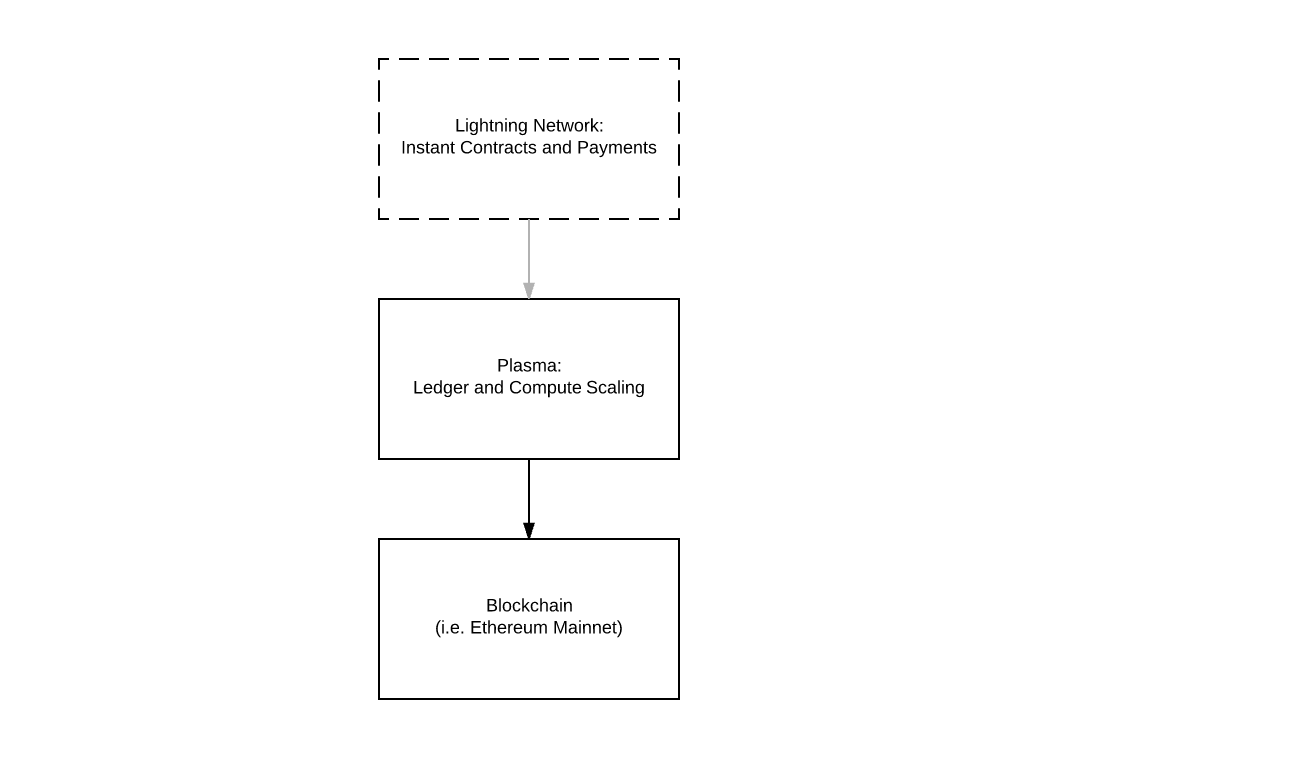 Lightning Network:
Instant Contracts and Payments
Plasma:
Ledger and Compute Scaling
Blockchain
(i.e. Ethereum Mainnet)